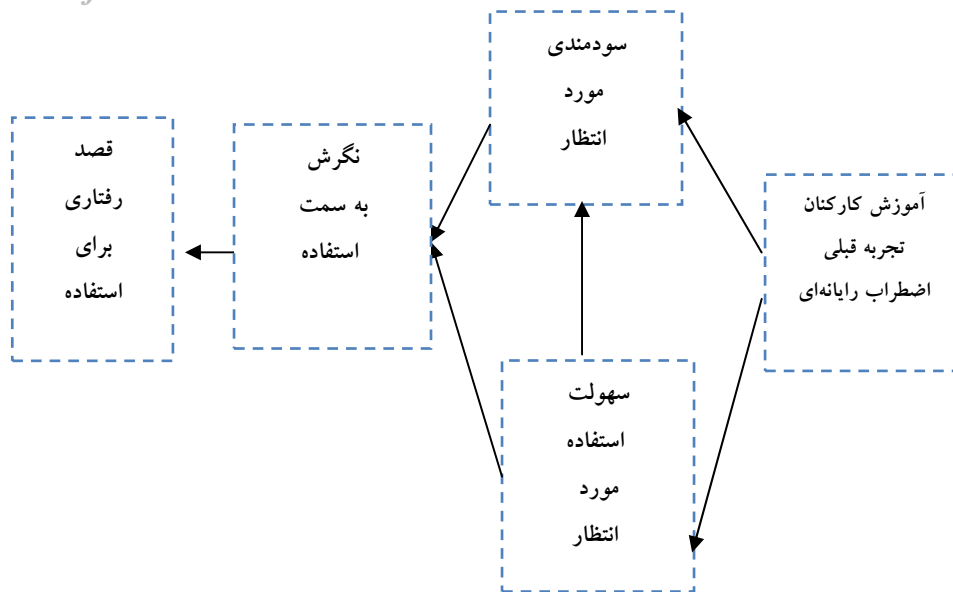 سودمندی
مورد
انتظار
آموزش کارکنان
تجربه قبلی
اضطراب رایانه‌ای
نگرش
به سمت
استفاده
قصد
رفتاری
برای
استفاده
سهولت
استفاده
مورد
انتظار